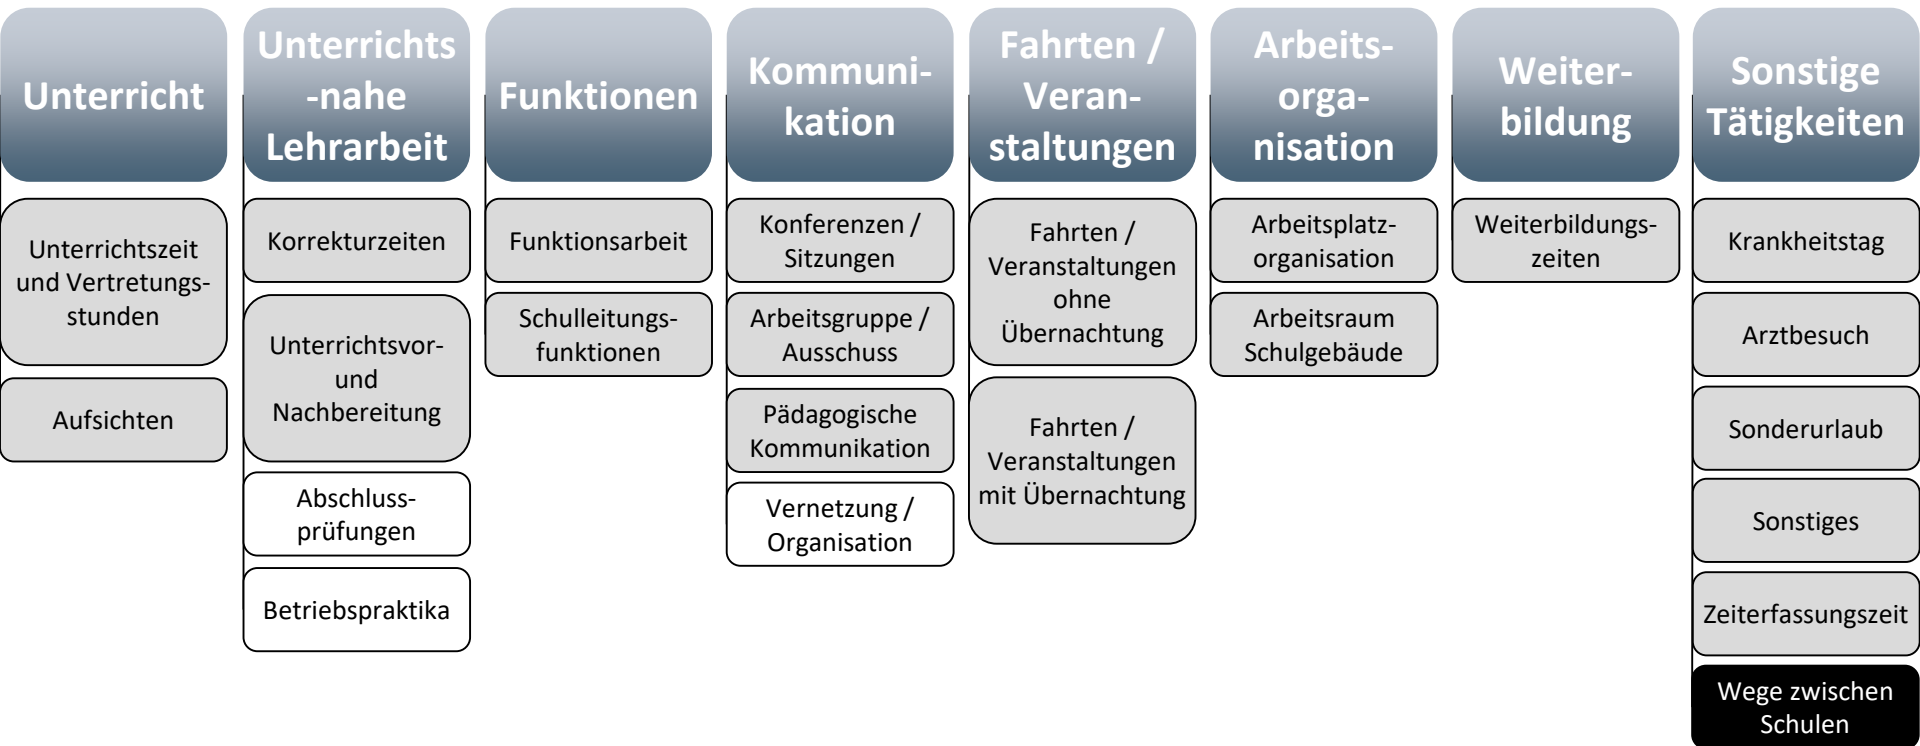 Unterricht
Unterrichtszeit
und Vertretungs-
stunden
Aufsichten
Unterrichts
-nahe
Lehrarbeit
Korrekturzeiten
Unterrichtsvor-
und
Nachbereitung
Abschluss-
prüfungen
Betriebspraktika
Funktionen
Funktionsarbeit
Schulleitungs-
funktionen
Kommuni-
kation
Konferenzen /
Sitzungen
Arbeitsgruppe /
Ausschuss
Pädagogische
Kommunikation
Vernetzung /
Organisation
Fahrten /
Veran-
staltungen
Fahrten /
Veranstaltungen
ohne
Übernachtung
Fahrten /
Veranstaltungen
mit Übernachtung
Arbeits-
orga-
nisation
Arbeitsplatz-
organisation
Arbeitsraum
Schulgebäude
Weiter-
bildung
Weiterbildungs-
zeiten
Sonstige
Tätigkeiten
Krankheitstag
Arztbesuch
Sonderurlaub
Sonstiges
Zeiterfassungszeit
Wege zwischen
Schulen